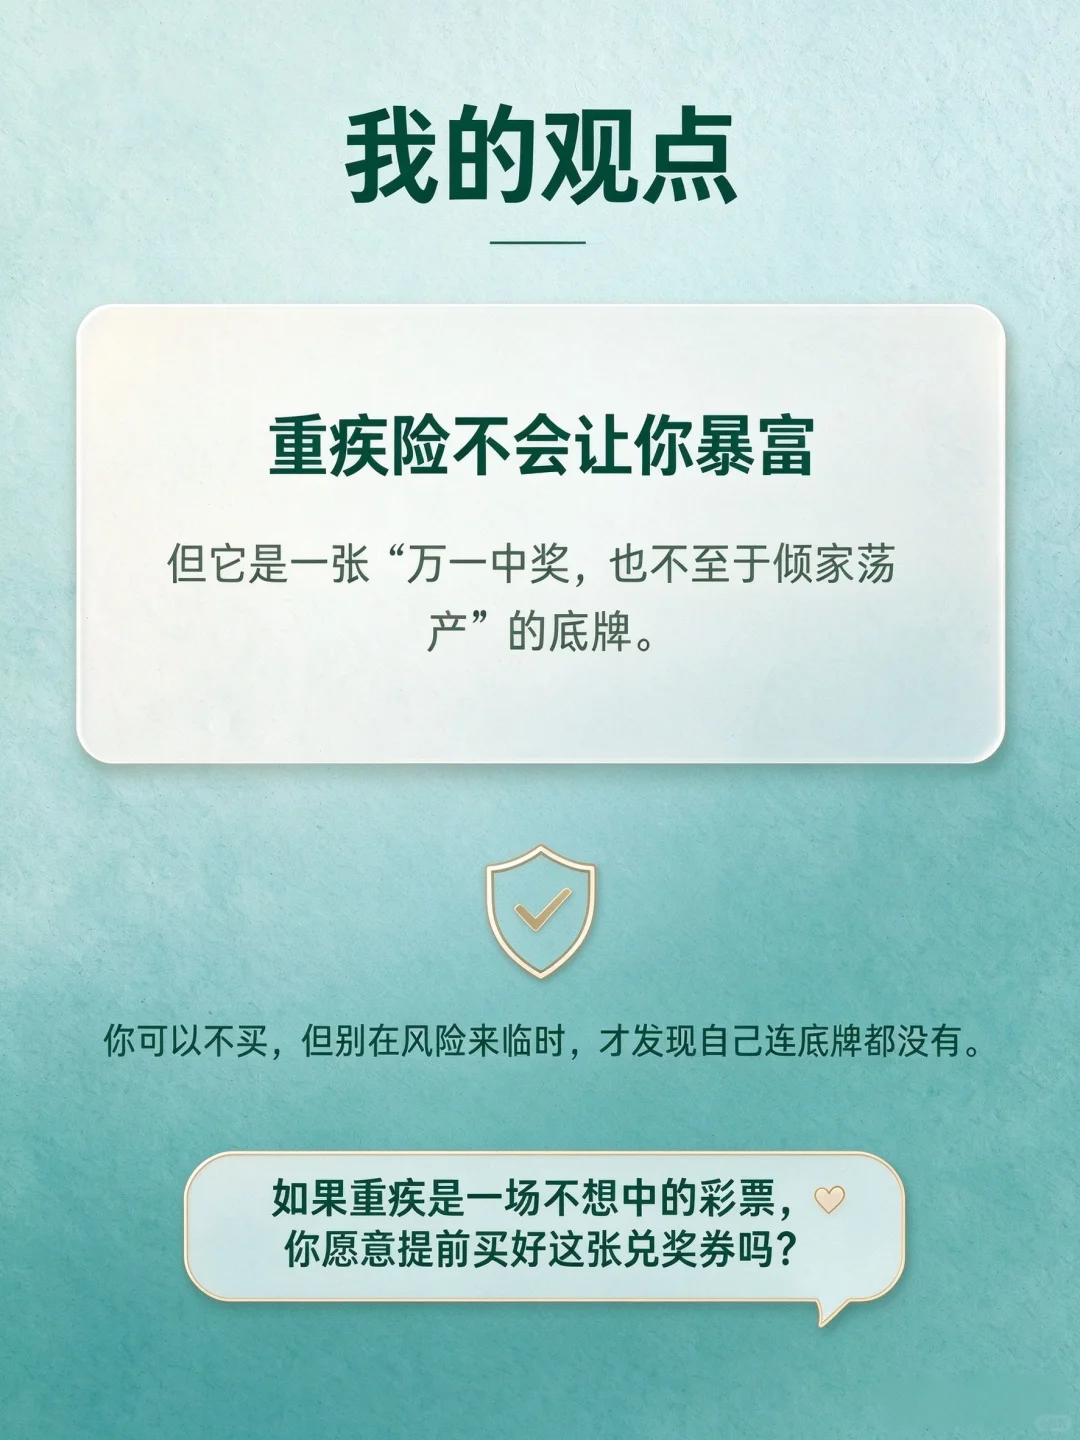 我的观点
重疾险不会让你暴富
但它是一张“万一中奖，也不至于倾家荡
产”的底牌。
你可以不买，但别在风险来临时，才发现自己连底牌都没有。
如果重疾是一场不想中的彩票，
你愿意提前买好这张兑奖券吗？